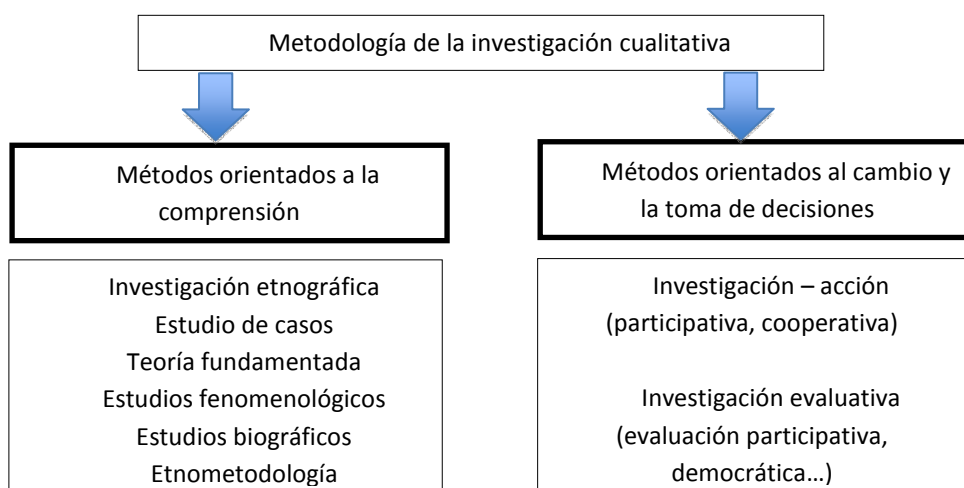 Metodología de la investigación cualitativa
Métodos orientados a la
comprensión
Investigación etnográfica
Estudio de casos
Teoría fundamentada
Estudios fenomenológicos
Estudios biográficos
Etnometodología
Métodos orientados al cambio y
la toma de decisiones
Investigación – acción
(participativa, cooperativa)
Investigación evaluativa
(evaluación participativa,
democrática...)